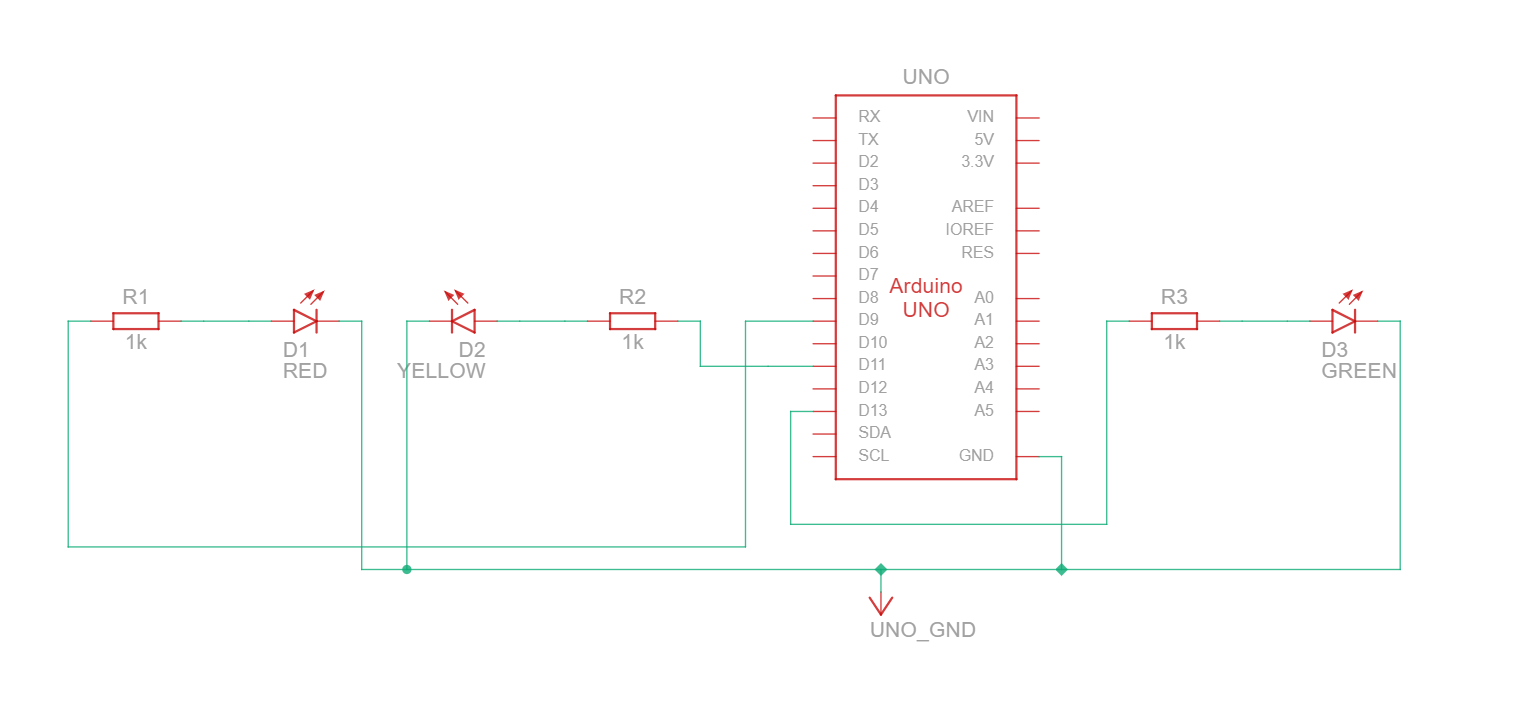 UNO
RX
TX
D2
D3
D4
D5
D6
D7
D8
D9
D10
D11
D12
D13
SDA
SCL
VIN
5V
3.3V
AREF
IOREF
RES
A0
A1
A2
A3
A4
A5
GND
Arduino
UNO
R1
1k
D1
RED
D2
YELLOW
R2
1k
R3
1k
D3
GREEN
UNO_GND